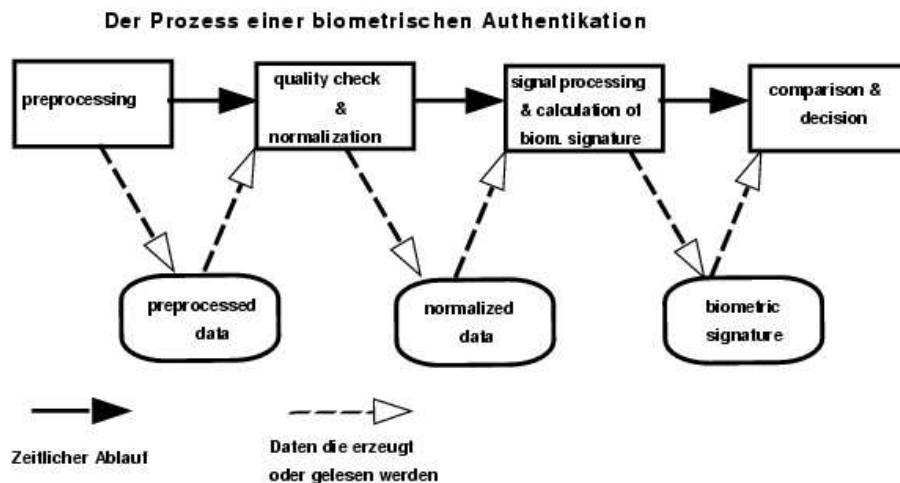 Der Prozess einer biometrischen Authentikation
preprocessing
quality check
&
normalization
signal processing
& calculation of
biom. signature
comparison &
decision
preprocessed
data
normalized
data
biometric
signature
Zeitlicher Ablauf
Daten die erzeugt
oder gelesen werden